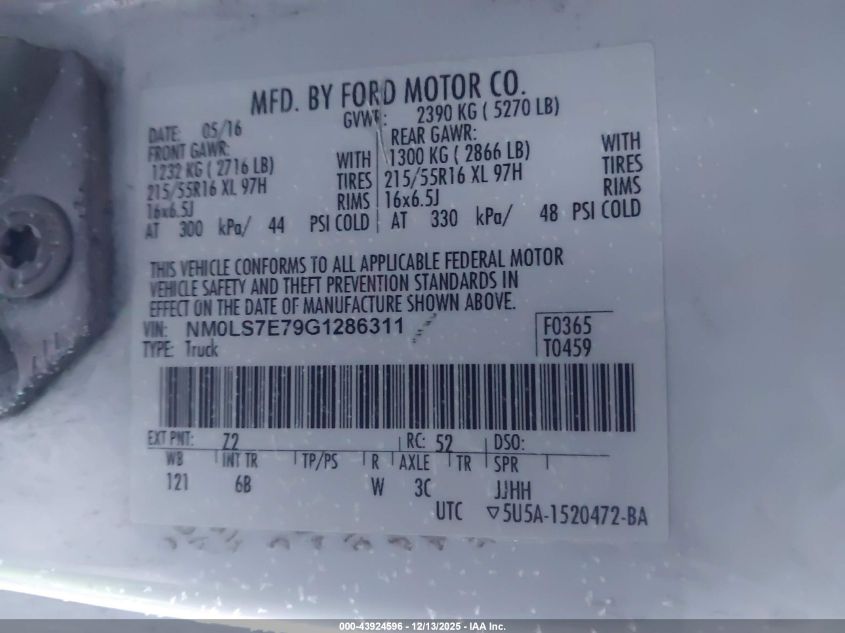 MFD. BY FORD MOTOR CO.
DATE: 05/16 GVWR: 2390 KG ( 5270 LB)
FRONT GAWR: REAR GAWR:
1232 KG ( 2716 LB) WITH 1300 KG ( 2866 LB) WITH
215/55R16 XL 97H TIRES 215/55R16 XL 97H TIRES
16x6.5J RIMS 16x6.5J RIMS
AT 300 kPa/ 44 PSI COLD AT 330 kPa/ 48 PSI COLD
THIS VEHICLE CONFORMS TO ALL APPLICABLE FEDERAL MOTOR
VEHICLE SAFETY AND THEFT PREVENTION STANDARDS IN
EFFECT ON THE DATE OF MANUFACTURE SHOWN ABOVE.
VIN: NM0LS7E79G1286311 F0365
TYPE: Truck T0459
EXT PNT: Z2 RC: 52 DSO:
WB INT TR TP/PS R AXLE TR SPR
121 6B W 3C JJHH
UTC ▽5U5A-1520472-BA
000-43924596 - 12/13/2025 - IAA Inc.